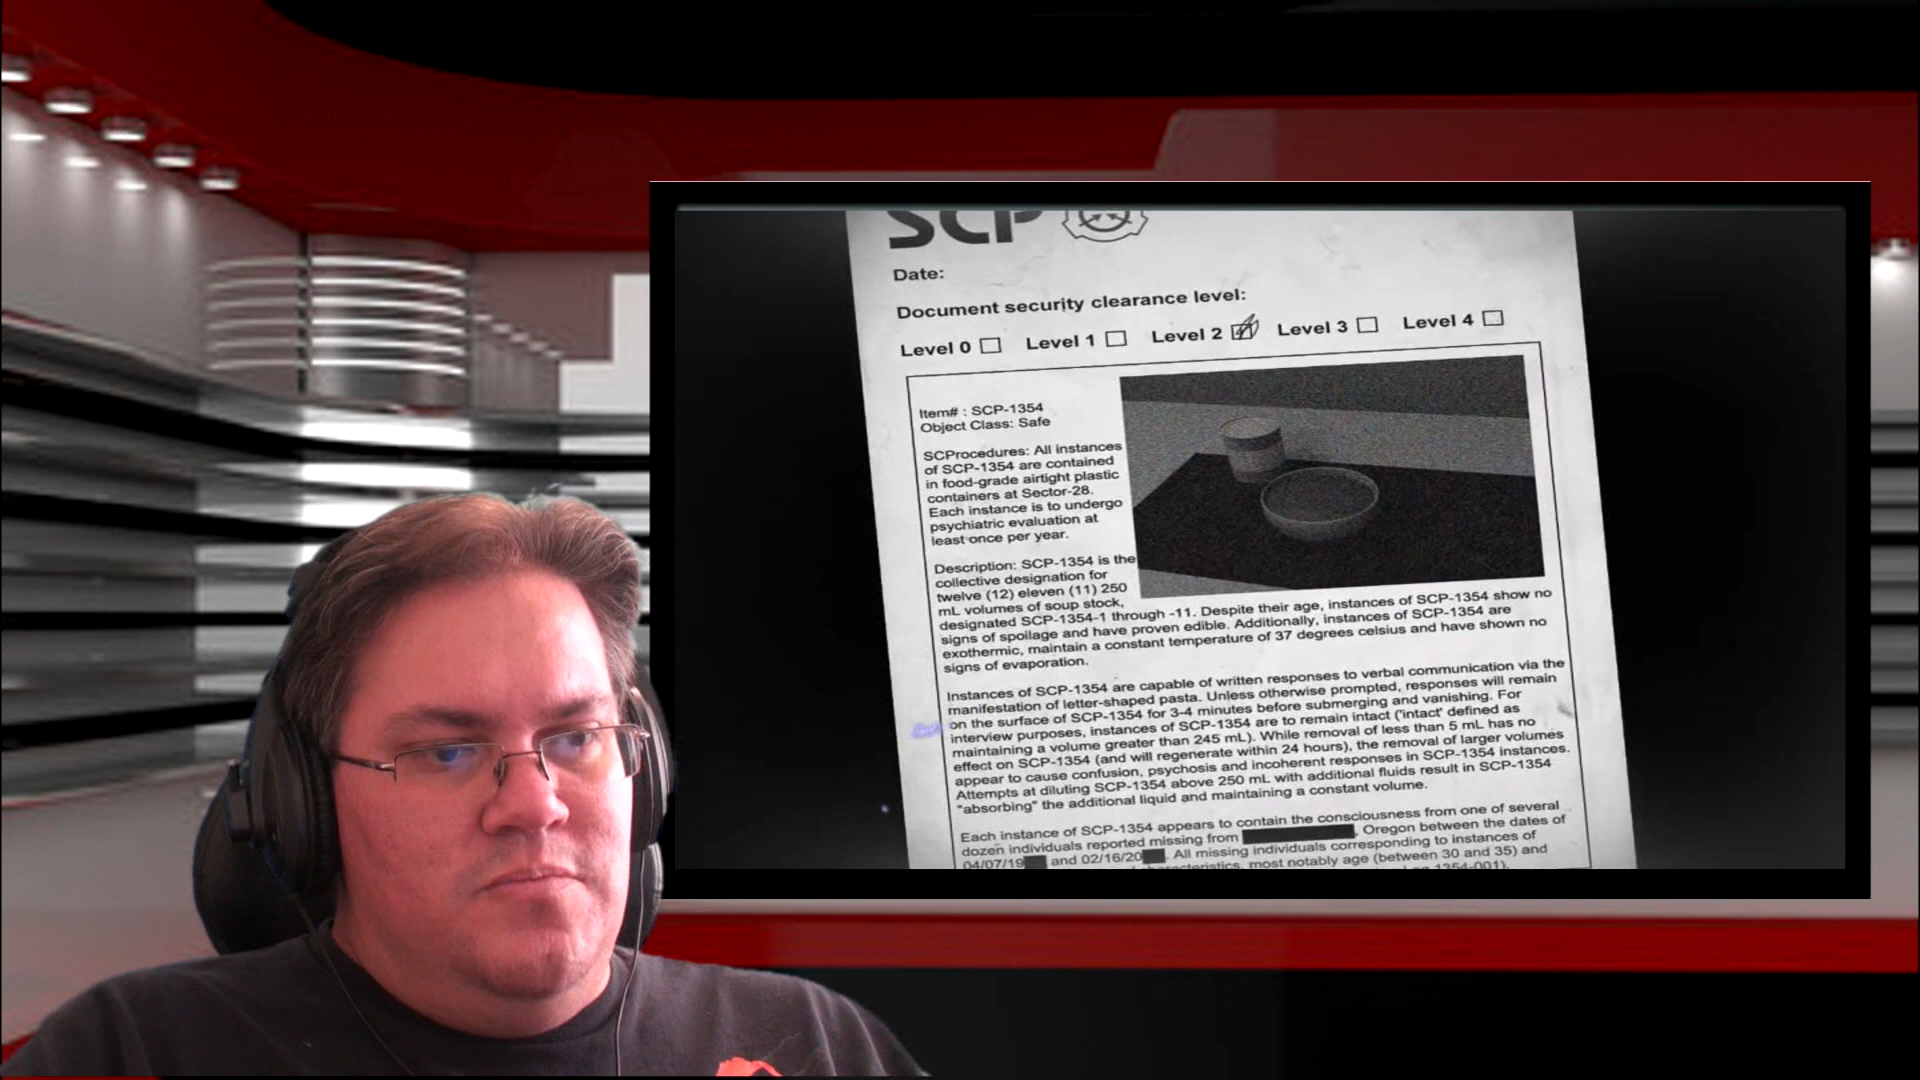 SCP
Date:
Document security clearance level:
Level 0 Level 1 Level 2 Level 3 Level 4
Item# : SCP-1354
Object Class: Safe
SCProcedures: All instances
of SCP-1354 are contained
in food-grade airtight plastic
containers at Sector-28.
Each instance is to undergo
psychiatric evaluation at
least once per year.
Description: SCP-1354 is the
collective designation for
twelve (12) eleven (11) 250
mL volumes of soup stock,
designated SCP-1354-1 through -11. Despite their age, instances of SCP-1354 show no
signs of spoilage and have proven edible. Additionally, instances of SCP-1354 are
exothermic, maintain a constant temperature of 37 degrees celsius and have shown no
signs of evaporation.
Instances of SCP-1354 are capable of written responses to verbal communication via the
manifestation of letter-shaped pasta. Unless otherwise prompted, responses will remain
on the surface of SCP-1354 for 3-4 minutes before submerging and vanishing. For
interview purposes, instances of SCP-1354 are to remain intact ('intact' defined as
maintaining a volume greater than 245 mL). While removal of less than 5 mL has no
effect on SCP-1354 (and will regenerate within 24 hours), the removal of larger volumes
appear to cause confusion, psychosis and incoherent responses in SCP-1354 instances.
Attempts at diluting SCP-1354 above 250 mL with additional fluids result in SCP-1354
"absorbing" the additional liquid and maintaining a constant volume.
Each instance of SCP-1354 appears to contain the consciousness from one of several
dozen individuals reported missing from , Oregon between the dates of
04/07/19 and 02/16/20 . All missing individuals corresponding to instances of
characteristics, most notably age (between 30 and 35) and
1354-001).